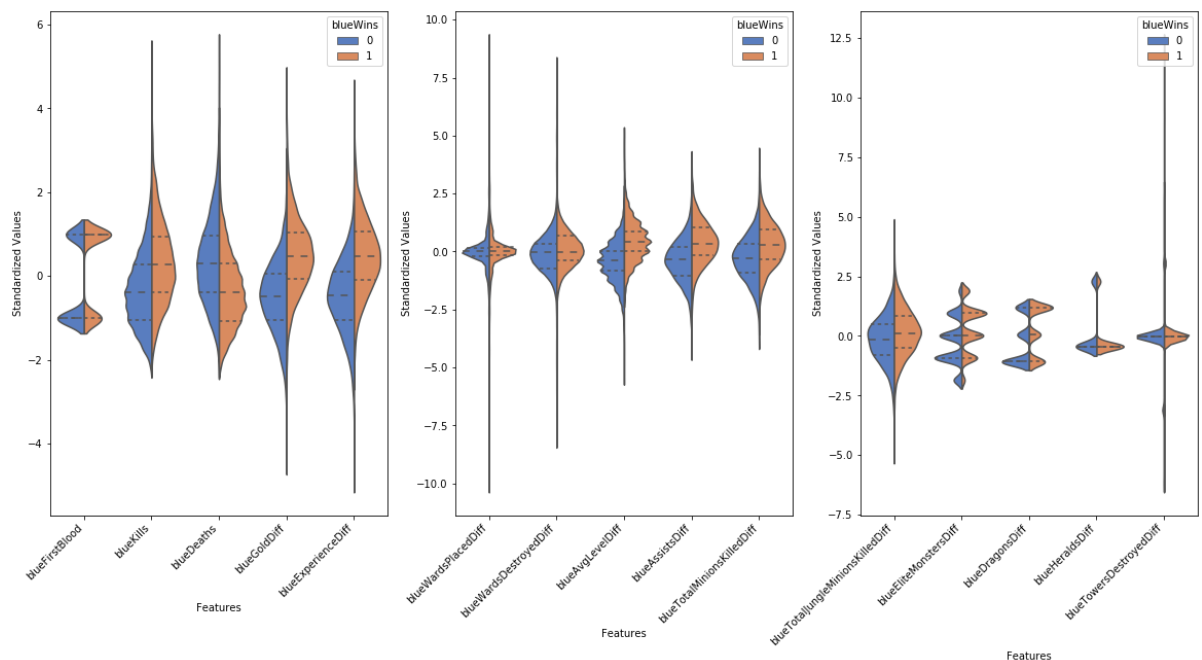 blueWins
0
1
6
4
2
0
−2
−4
Standardized Values
blueFirstBlood
blueKills
blueDeaths
blueGoldDiff
blueExperienceDiff
Features
blueWins
0
1
10.0
7.5
5.0
2.5
0.0
−2.5
−5.0
−7.5
−10.0
Standardized Values
blueWardsPlacedDiff
blueWardsDestroyedDiff
blueAvgLevelDiff
blueAssistsDiff
blueTotalMinionsKilledDiff
Features
blueWins
0
1
12.5
10.0
7.5
5.0
2.5
0.0
−2.5
−5.0
−7.5
Standardized Values
blueTotalJungleMinionsKilledDiff
blueEliteMonstersDiff
blueDragonsDiff
blueHeraldsDiff
blueTowersDestroyedDiff
Features